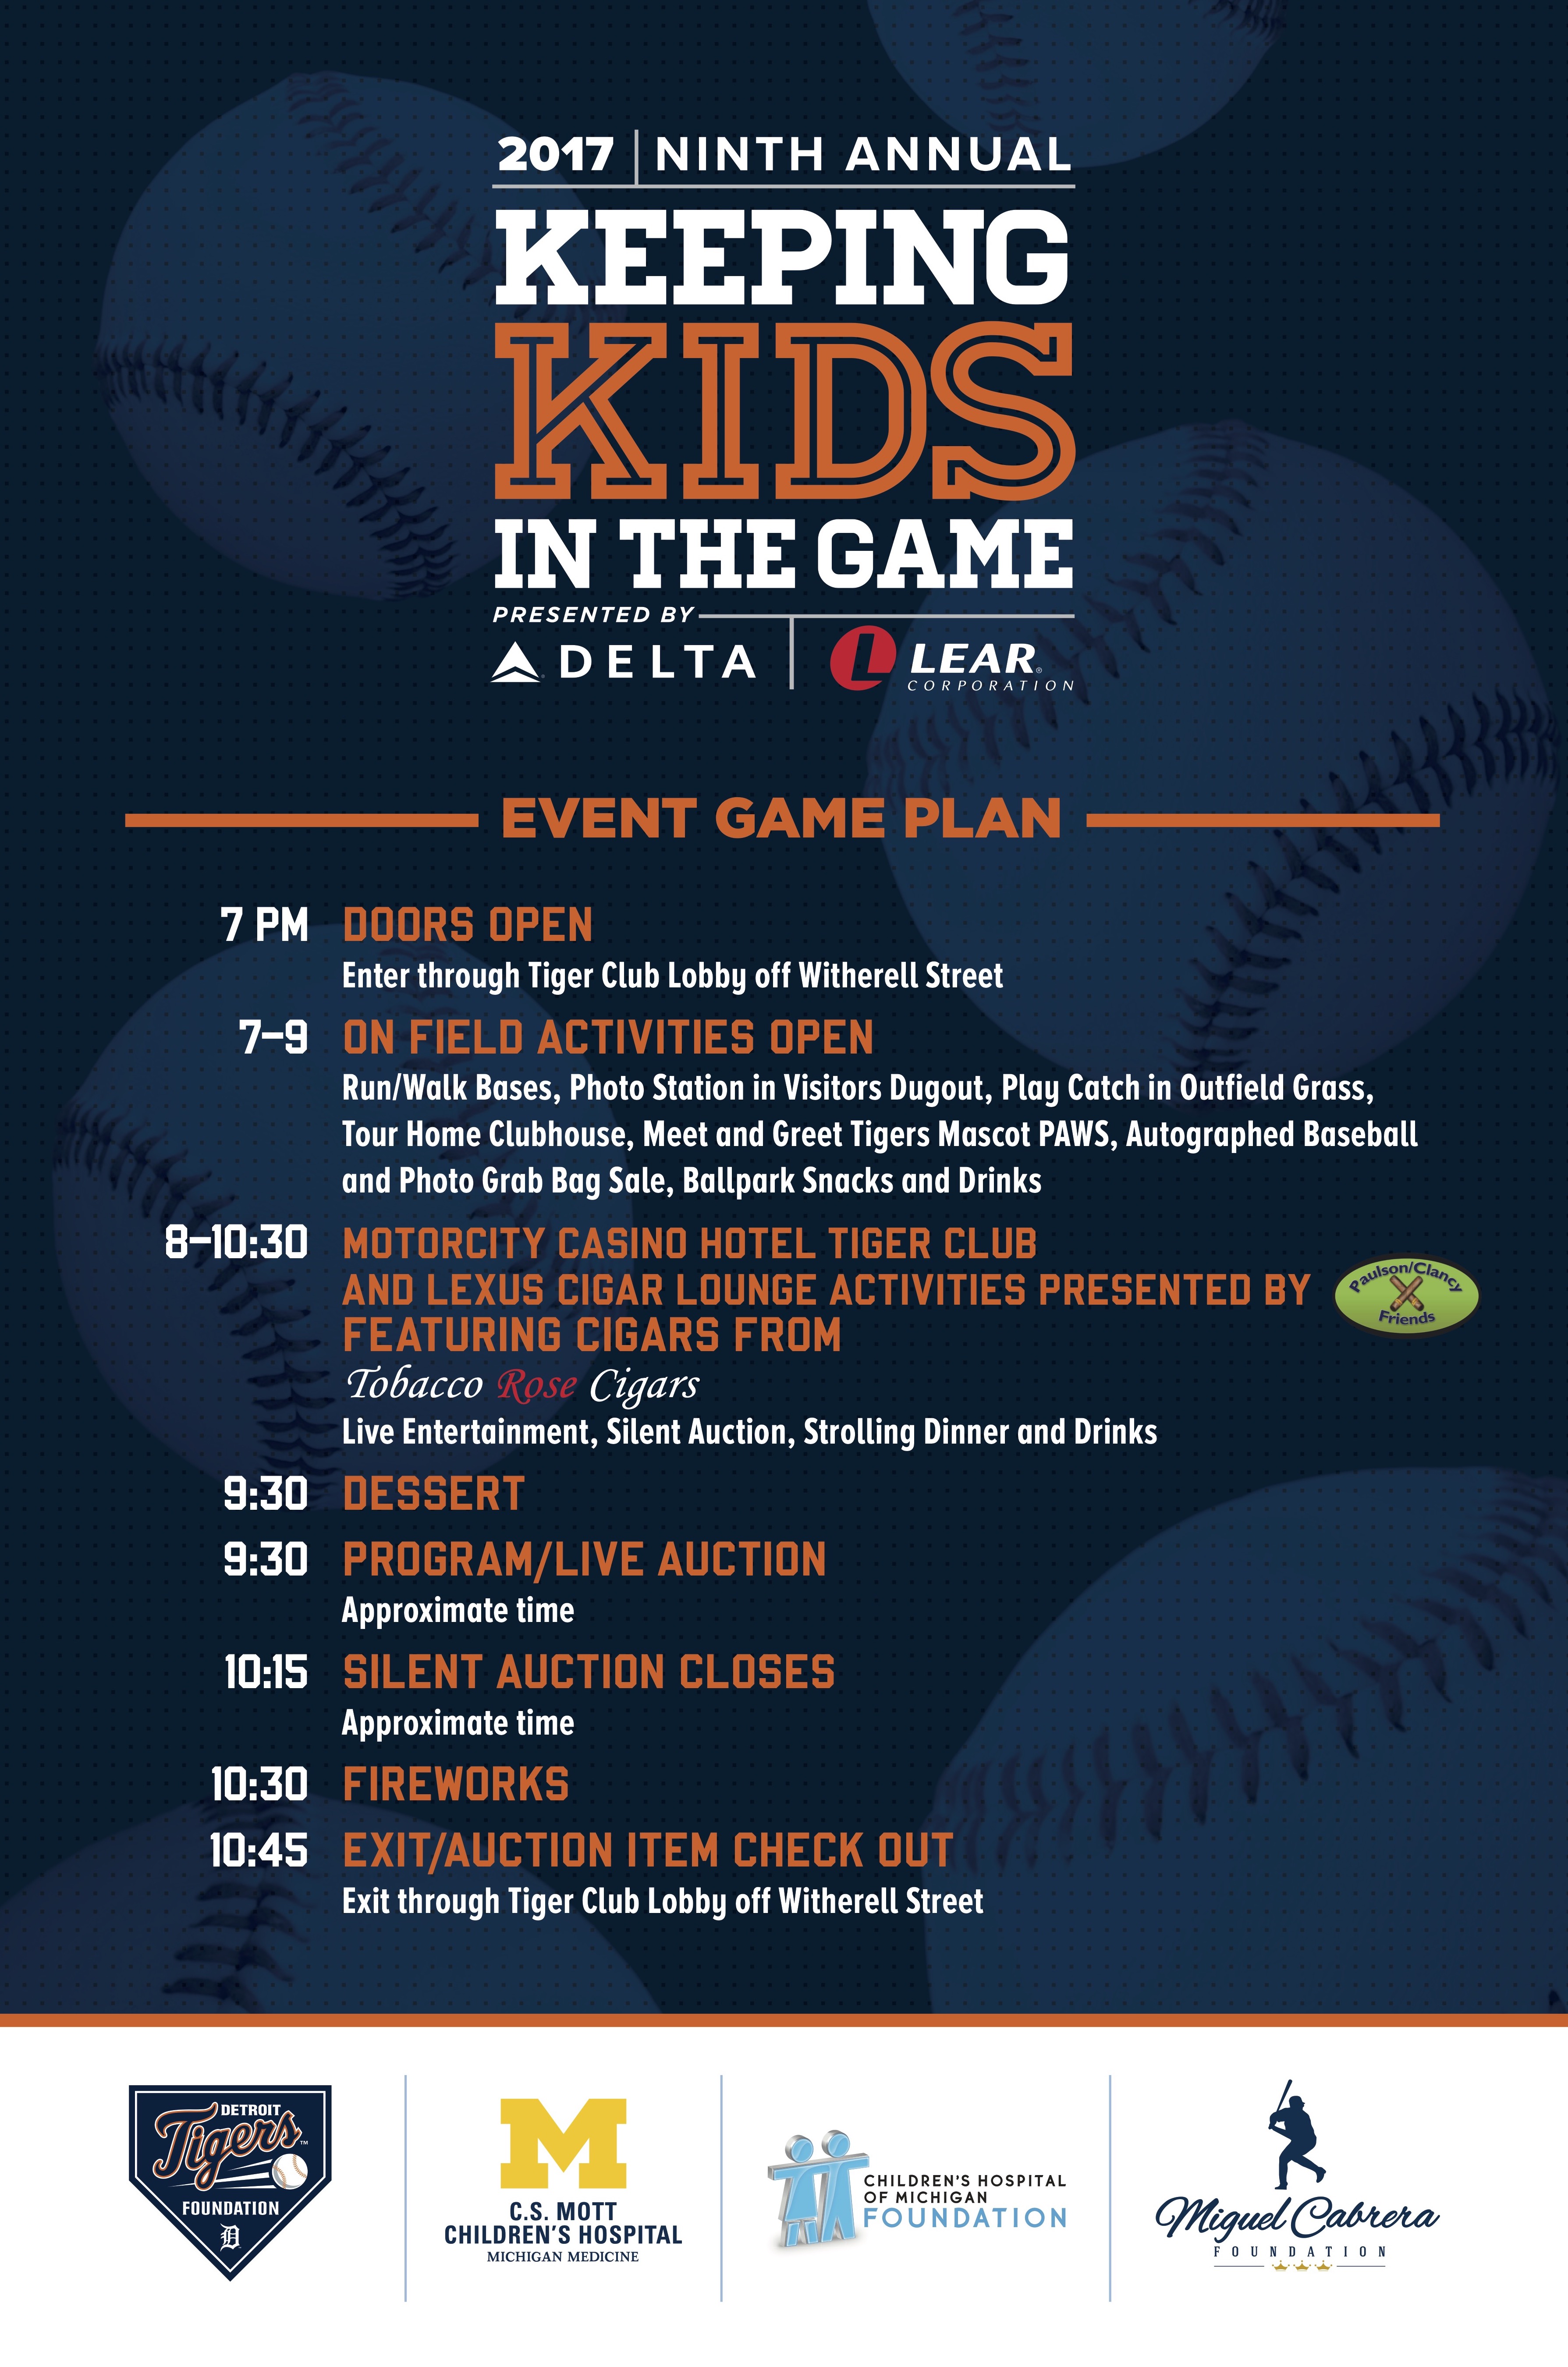 2017 | NINTH ANNUAL
KEEPING
KIDS
IN THE GAME
PRESENTED BY
DELTA
L LEAR®
CORPORATION
EVENT GAME PLAN
7 PM DOORS OPEN
Enter through Tiger Club Lobby off Witherell Street
7–9 ON FIELD ACTIVITIES OPEN
Run/Walk Bases, Photo Station in Visitors Dugout, Play Catch in Outfield Grass,
Tour Home Clubhouse, Meet and Greet Tigers Mascot PAWS, Autographed Baseball
and Photo Grab Bag Sale, Ballpark Snacks and Drinks
8–10:30 MOTORCITY CASINO HOTEL TIGER CLUB
AND LEXUS CIGAR LOUNGE ACTIVITIES PRESENTED BY
Paulson/Clancy
Friends
FEATURING CIGARS FROM
Tobacco Rose Cigars
Live Entertainment, Silent Auction, Strolling Dinner and Drinks
9:30 DESSERT
9:30 PROGRAM/LIVE AUCTION
Approximate time
10:15 SILENT AUCTION CLOSES
Approximate time
10:30 FIREWORKS
10:45 EXIT/AUCTION ITEM CHECK OUT
Exit through Tiger Club Lobby off Witherell Street
DETROIT
Tigers™
FOUNDATION
D
M
C.S. MOTT
CHILDREN'S HOSPITAL
MICHIGAN MEDICINE
CHILDREN'S HOSPITAL
OF MICHIGAN
FOUNDATION
Miguel Cabrera
FOUNDATION